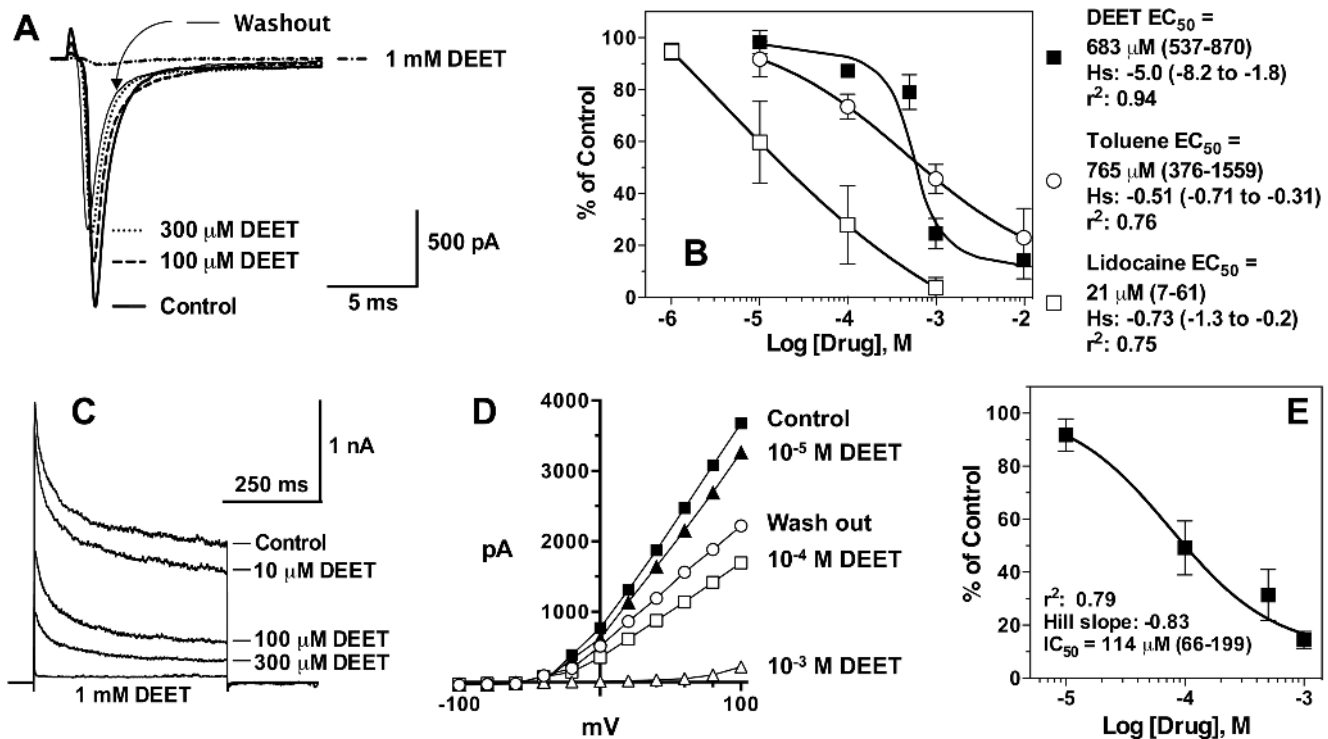 A
Washout
1 mM DEET
300 μM DEET
100 μM DEET
Control
500 pA
5 ms
B
% of Control
100
80
60
40
20
0
-6
-5
-4
-3
-2
Log [Drug], M
DEET EC50 =
683 μM (537-870)
Hs: -5.0 (-8.2 to -1.8)
r²: 0.94
Toluene EC50 =
765 μM (376-1559)
Hs: -0.51 (-0.71 to -0.31)
r²: 0.76
Lidocaine EC50 =
21 μM (7-61)
Hs: -0.73 (-1.3 to -0.2)
r²: 0.75
C
1 nA
250 ms
Control
10 μM DEET
100 μM DEET
300 μM DEET
1 mM DEET
D
pA
4000
3000
2000
1000
-100
100
mV
Control
10⁻⁵ M DEET
Wash out
10⁻⁴ M DEET
10⁻³ M DEET
E
% of Control
100
80
60
40
20
0
r²: 0.79
Hill slope: -0.83
IC50 = 114 μM (66-199)
-5
-4
-3
Log [Drug], M